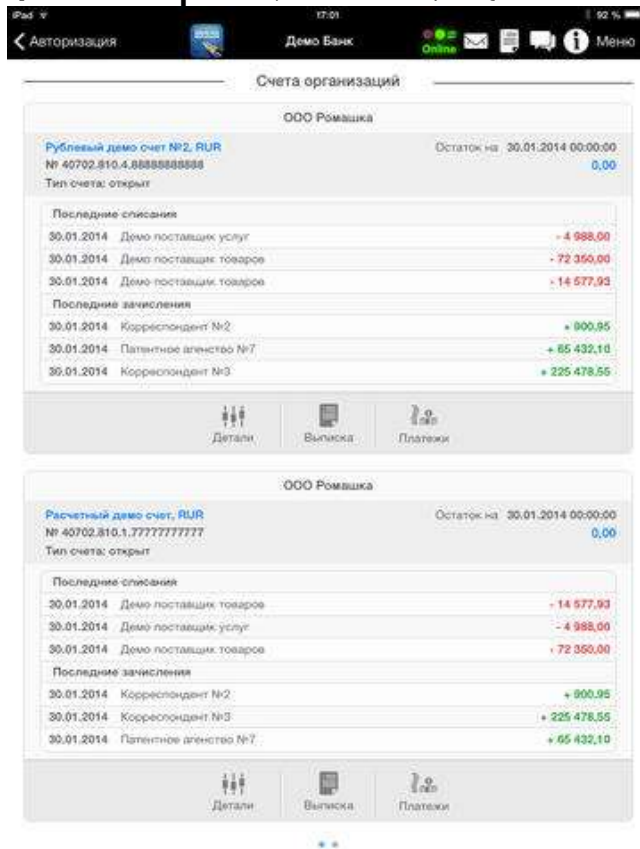 iPad 17:01 92 %
Авторизация Демо Банк Online Меню
Счета организаций
ООО Ромашка
Рублевый демо счет №2, RUR Остаток на 30.01.2014 00:00:00
№ 40702.810.4.88888888888 0,00
Тип счета: открыт
Последние списания
30.01.2014 Демо поставщик услуг - 4 988,00
30.01.2014 Демо поставщик товаров - 72 350,00
30.01.2014 Демо поставщик товаров - 14 577,93
Последние зачисления
30.01.2014 Корреспондент №2 + 900,95
30.01.2014 Патентное агенство №7 + 65 432,10
30.01.2014 Корреспондент №3 + 225 478,55
Детали Выписка Платежи
ООО Ромашка
Расчетный демо счет, RUR Остаток на 30.01.2014 00:00:00
№ 40702.810.1.77777777777 0,00
Тип счета: открыт
Последние списания
30.01.2014 Демо поставщик товаров - 14 577,93
30.01.2014 Демо поставщик услуг - 4 988,00
30.01.2014 Демо поставщик товаров - 72 350,00
Последние зачисления
30.01.2014 Корреспондент №2 + 900,95
30.01.2014 Корреспондент №3 + 225 478,55
30.01.2014 Патентное агенство №7 + 65 432,10
Детали Выписка Платежи